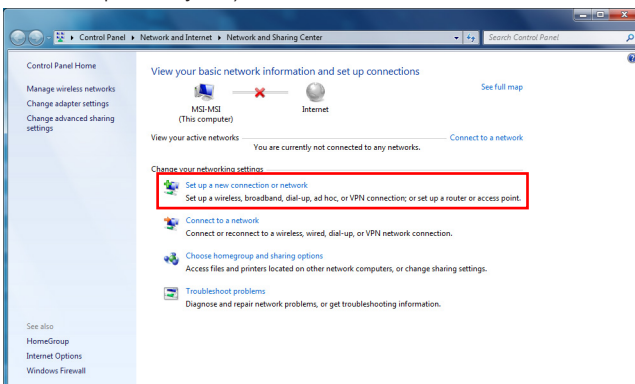 Control Panel ▸ Network and Internet ▸ Network and Sharing Center
Search Control Panel
Control Panel Home
Manage wireless networks
Change adapter settings
Change advanced sharing
settings
View your basic network information and set up connections
See full map
MSI-MSI
(This computer)
Internet
View your active networks
Connect to a network
You are currently not connected to any networks.
Change your networking settings
Set up a new connection or network
Set up a wireless, broadband, dial-up, ad hoc, or VPN connection; or set up a router or access point.
Connect to a network
Connect or reconnect to a wireless, wired, dial-up, or VPN network connection.
Choose homegroup and sharing options
Access files and printers located on other network computers, or change sharing settings.
Troubleshoot problems
Diagnose and repair network problems, or get troubleshooting information.
See also
HomeGroup
Internet Options
Windows Firewall